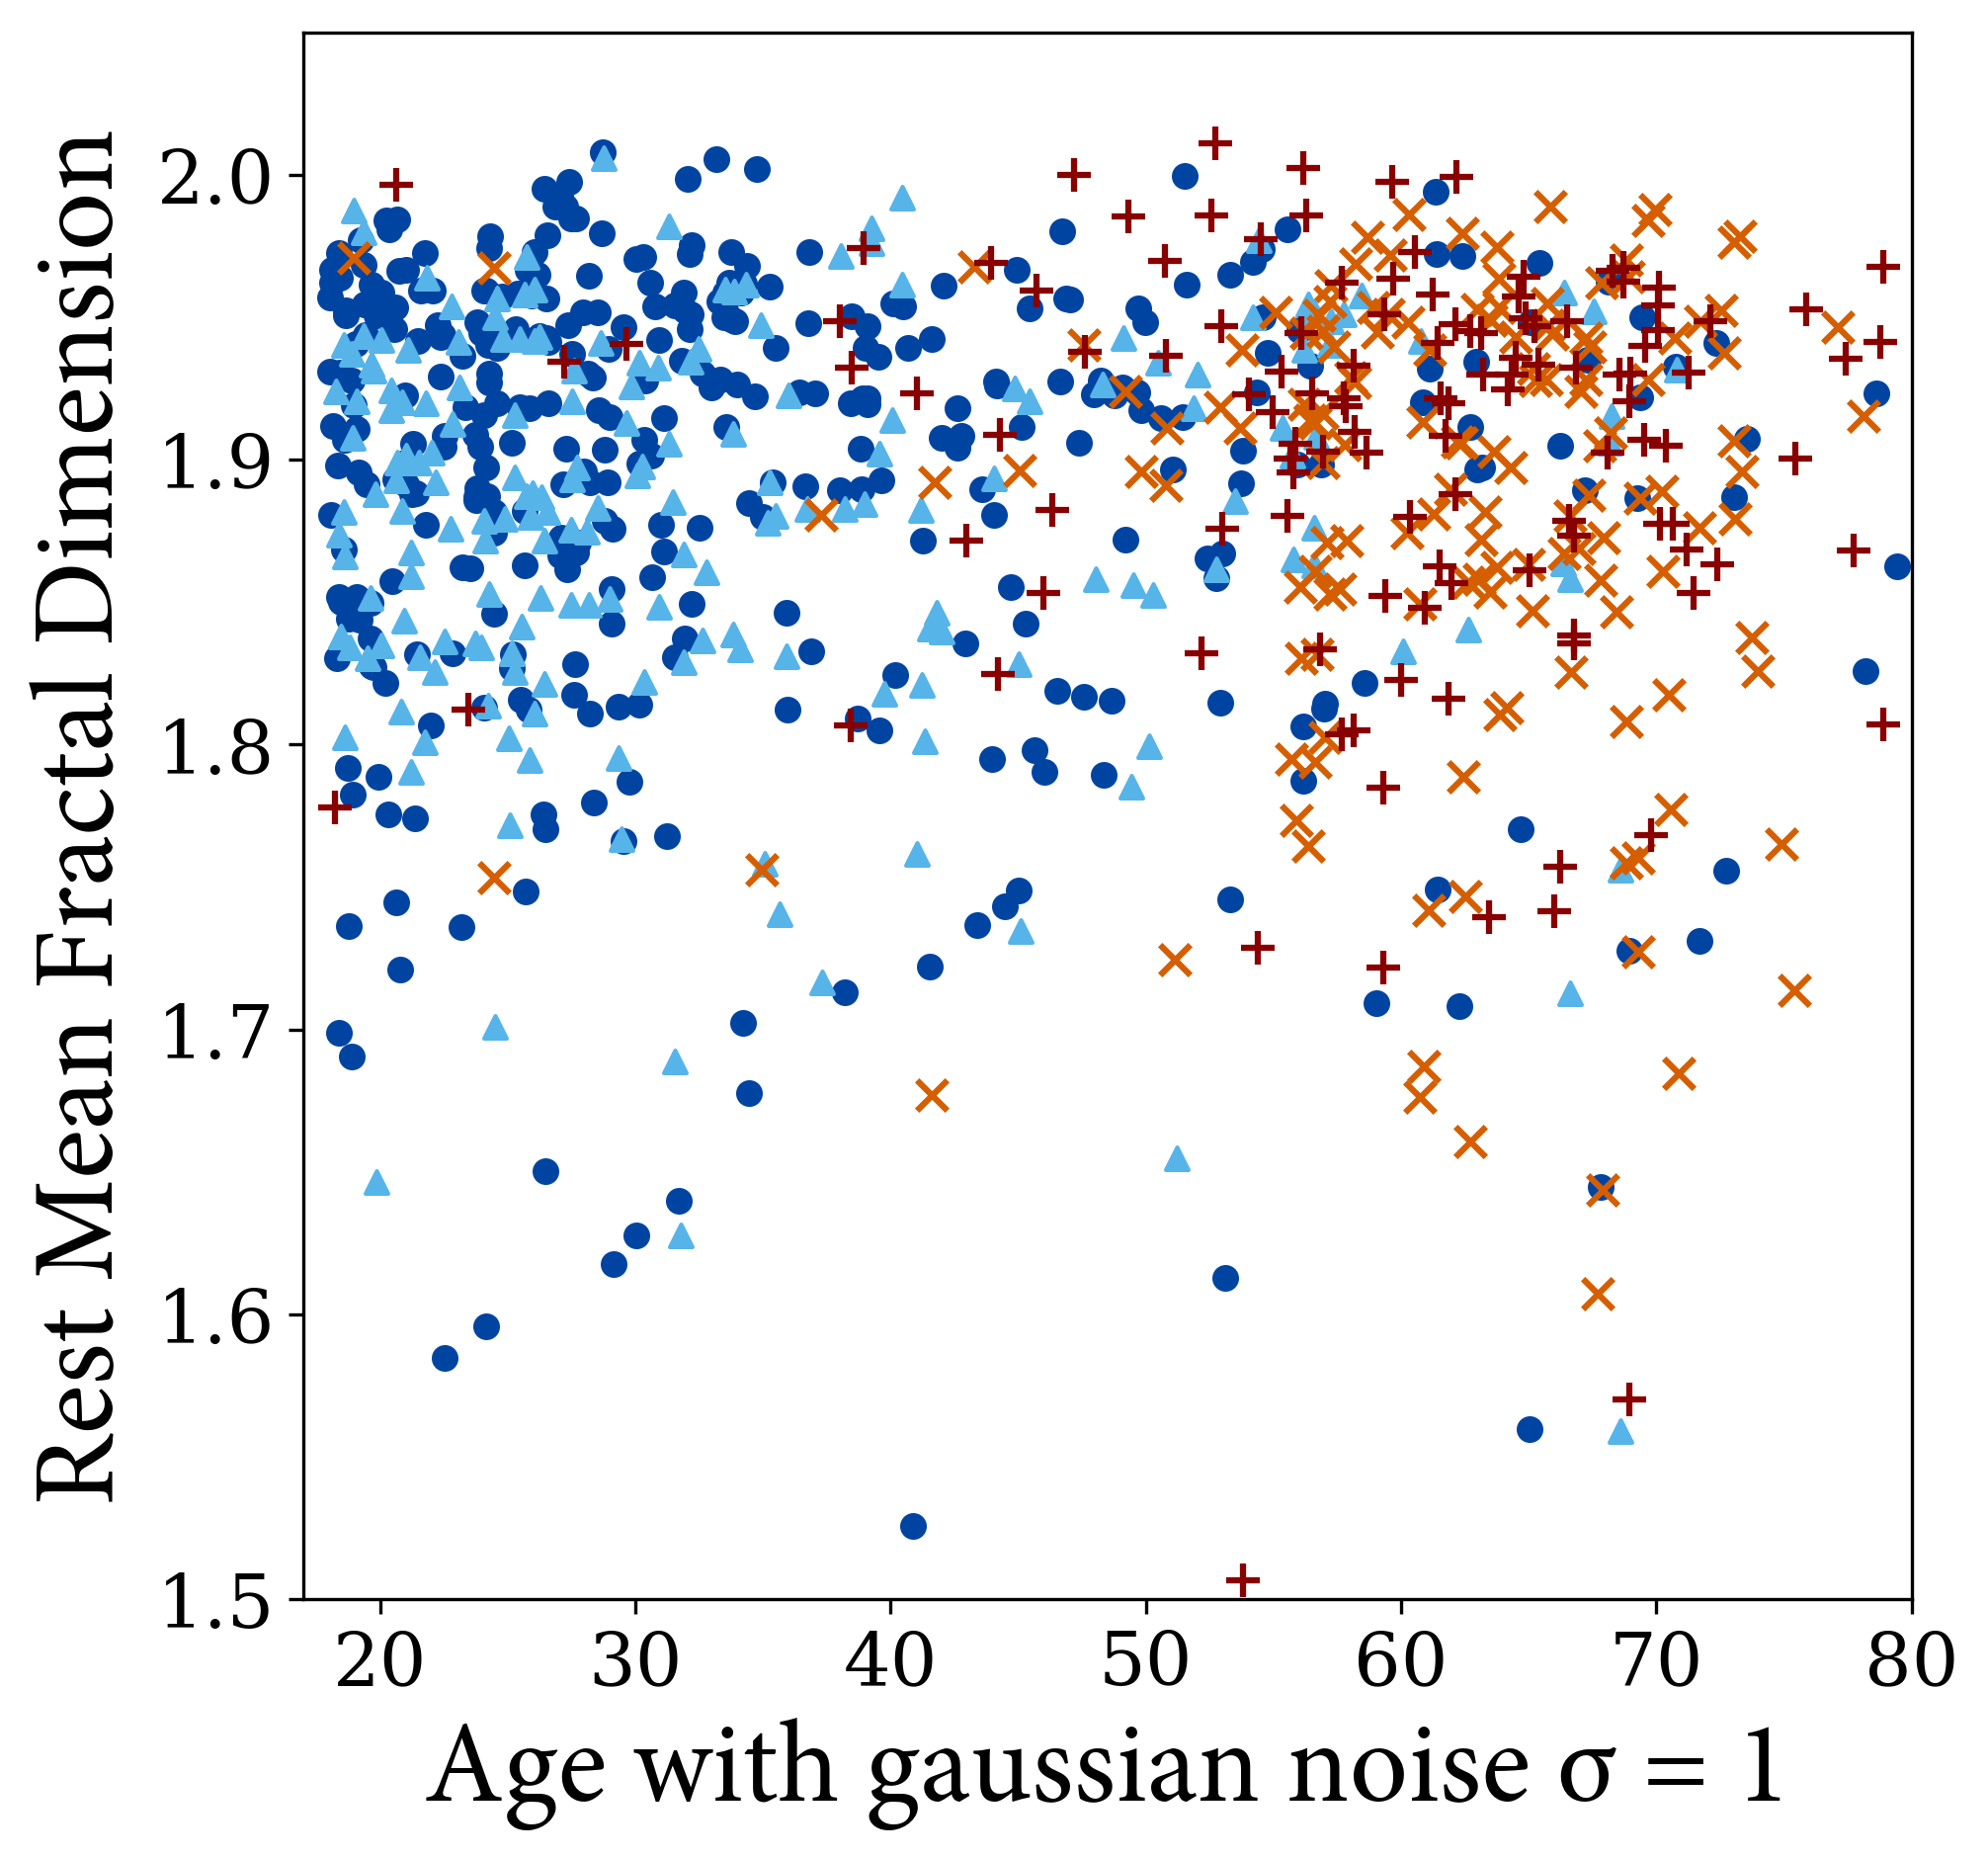 Rest Mean Fractal Dimension
2.0
1.9
1.8
1.7
1.6
1.5
20 30 40 50 60 70 80
Age with gaussian noise σ = 1